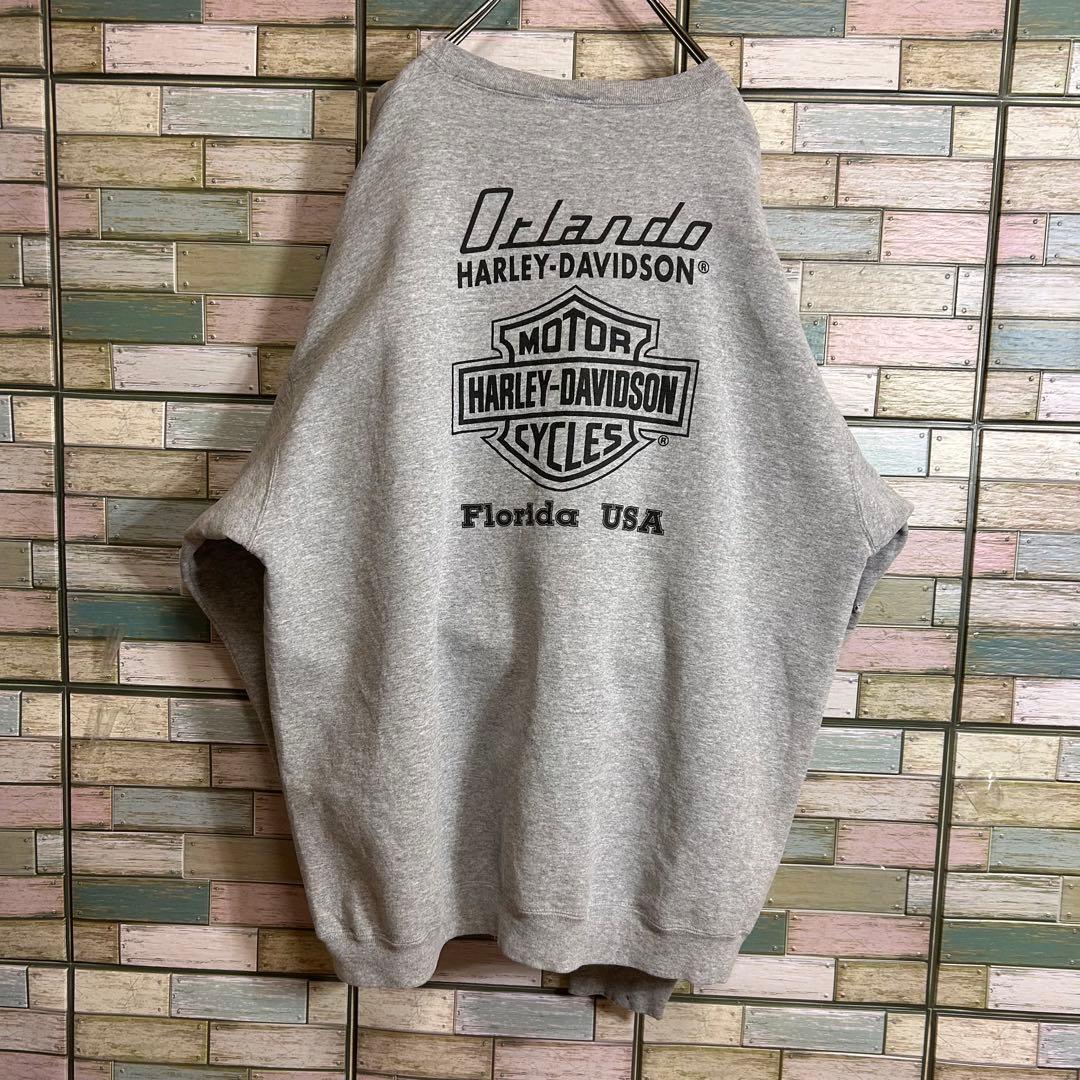 Orlando
HARLEY-DAVIDSON®
MOTOR
HARLEY-DAVIDSON
CYCLES
®
Florida USA